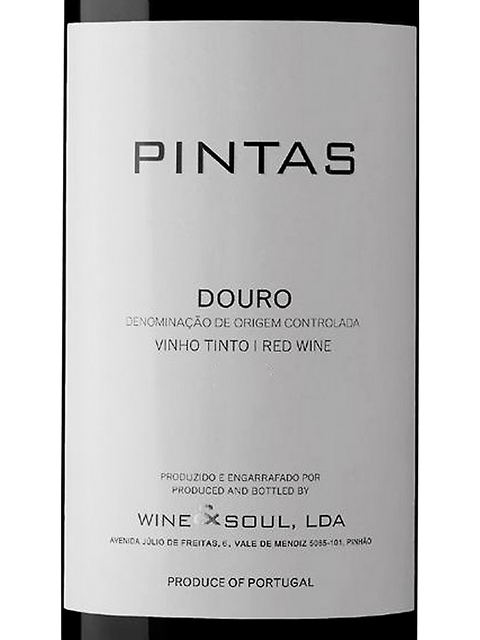 PINTAS
DOURO
DENOMINAÇÃO DE ORIGEM CONTROLADA
VINHO TINTO | RED WINE
PRODUZIDO E ENGARRAFADO POR
PRODUCED AND BOTTLED BY
WINE & SOUL, LDA
AVENIDA JÚLIO DE FREITAS, 6, VALE DE MENDIZ 5085-101, PINHÃO
PRODUCE OF PORTUGAL